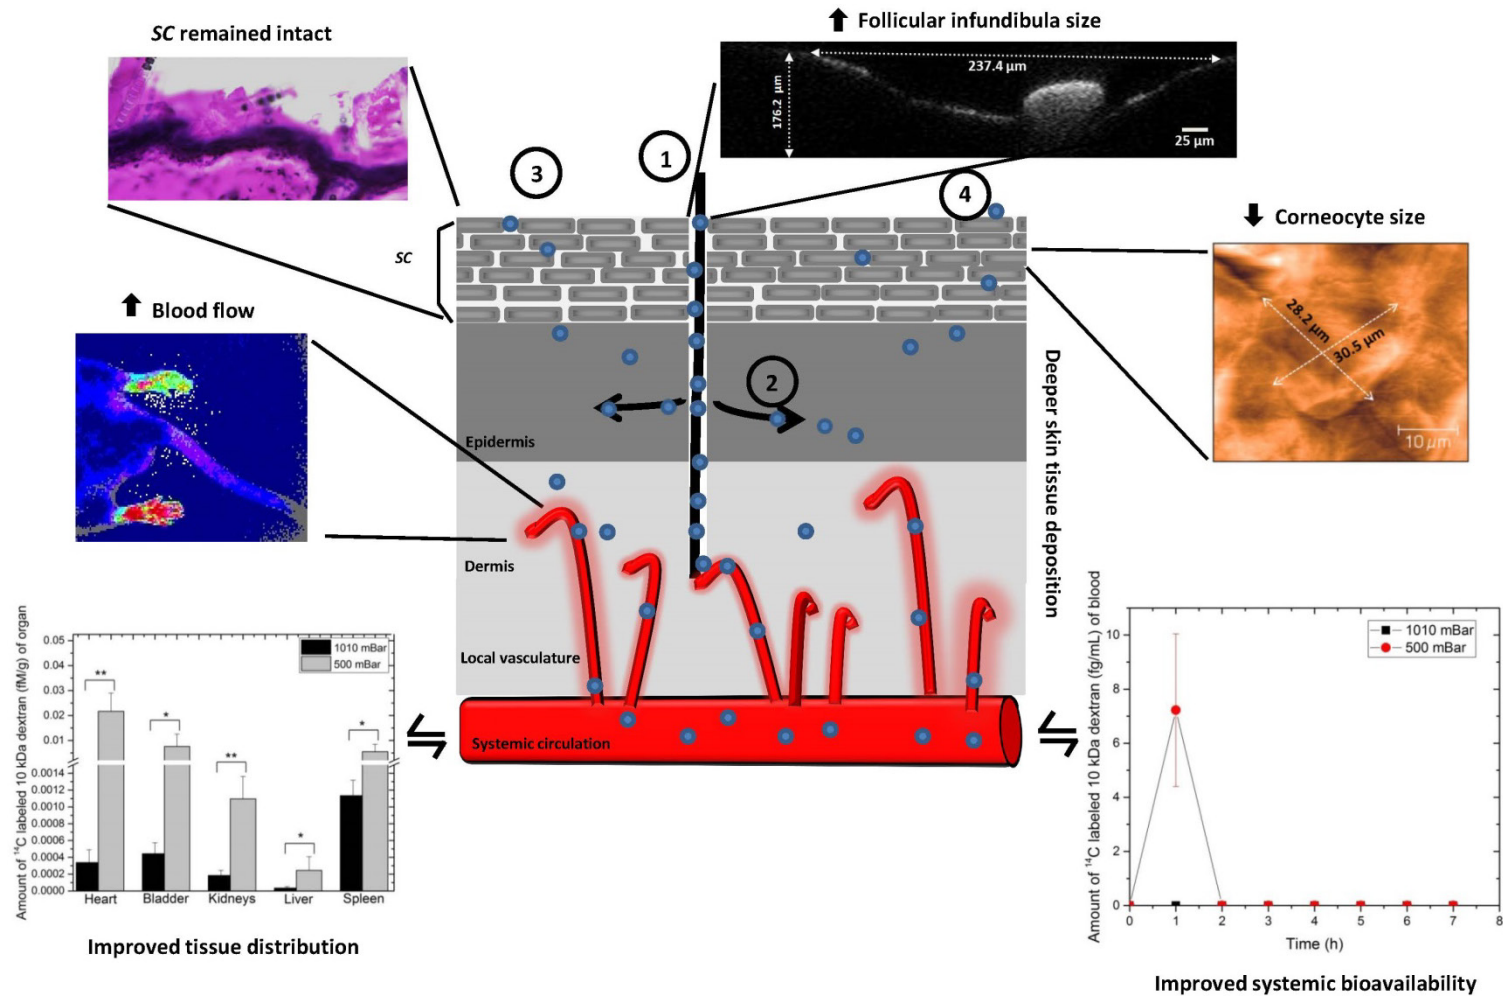 SC remained intact
⬆ Follicular infundibula size
237.4 µm
176.2 µm
25 µm
1
3
4
SC
⬇ Corneocyte size
28.2 µm
30.5 µm
10 µm
⬆ Blood flow
2
Epidermis
Dermis
Local vasculature
Systemic circulation
Deeper skin tissue deposition
Amount of ¹⁴C labeled 10 kDa dextran (fM/g) of organ
0.05
0.04
0.03
0.02
0.01
0.0014
0.0012
0.0010
0.0008
0.0006
0.0004
0.0002
0.0000
1010 mBar
500 mBar
**
*
**
*
*
Heart Bladder Kidneys Liver Spleen
Improved tissue distribution
Amount of ¹⁴C labeled 10 kDa dextran (fg/mL) of blood
10
8
6
4
2
0
1010 mBar
500 mBar
0 1 2 3 4 5 6 7 8
Time (h)
Improved systemic bioavailability